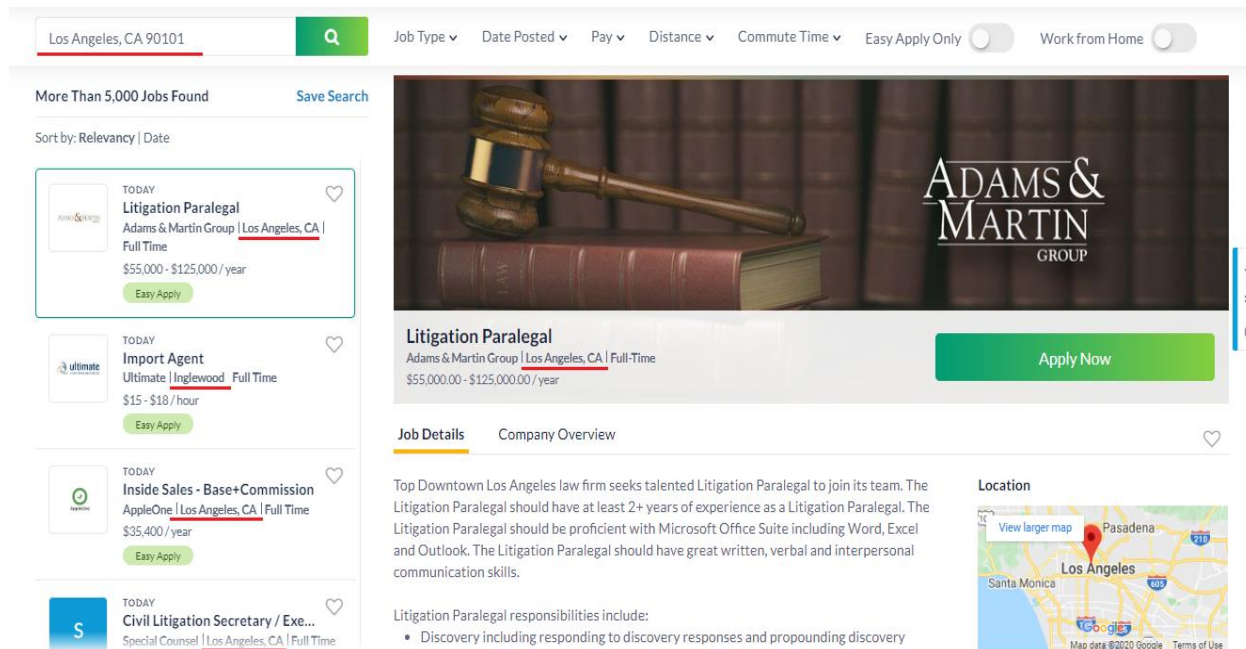 Los Angeles, CA 90101
Job Type Date Posted Pay Distance Commute Time Easy Apply Only Work from Home
More Than 5,000 Jobs Found Save Search
Sort by: Relevancy | Date
TODAY
Litigation Paralegal
Adams & Martin Group | Los Angeles, CA |
Full Time
$55,000 - $125,000 / year
Easy Apply
ultimate
TODAY
Import Agent
Ultimate | Inglewood Full Time
$15 - $18 / hour
Easy Apply
AppleOne
TODAY
Inside Sales - Base+Commission
AppleOne | Los Angeles, CA | Full Time
$35,400 / year
Easy Apply
S
TODAY
Civil Litigation Secretary / Exe...
Special Counsel | Los Angeles, CA | Full Time
ADAMS &
MARTIN
GROUP
LAW
Litigation Paralegal
Adams & Martin Group | Los Angeles, CA | Full-Time
$55,000.00 - $125,000.00 / year
Apply Now
Job Details Company Overview
Top Downtown Los Angeles law firm seeks talented Litigation Paralegal to join its team. The
Litigation Paralegal should have at least 2+ years of experience as a Litigation Paralegal. The
Litigation Paralegal should be proficient with Microsoft Office Suite including Word, Excel
and Outlook. The Litigation Paralegal should have great written, verbal and interpersonal
communication skills.
Litigation Paralegal responsibilities include:
• Discovery including responding to discovery responses and propounding discovery
Location
View larger map
Pasadena
210
Los Angeles
Santa Monica
605
Google
Map data ©2020 Google Terms of Use